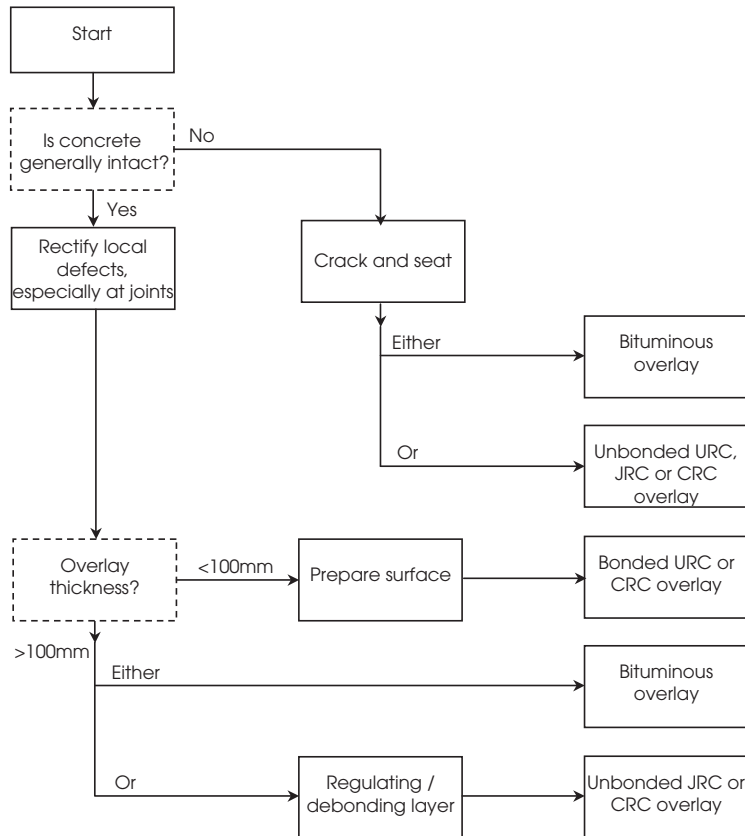 Start
Is concrete
generally intact?
No
Yes
Rectify local
defects,
especially at joints
Crack and seat
Either
Bituminous
overlay
Or
Unbonded URC,
JRC or CRC
overlay
Overlay
thickness?
<100mm
Prepare surface
Bonded URC or
CRC overlay
>100mm
Either
Bituminous
overlay
Or
Regulating /
debonding layer
Unbonded JRC or
CRC overlay